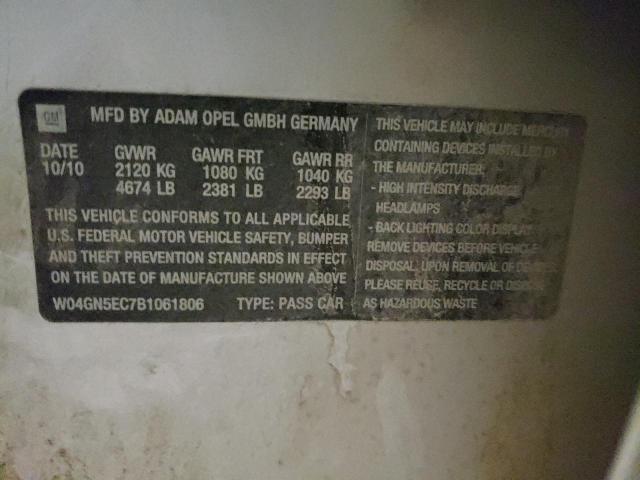 GM
MFD BY ADAM OPEL GMBH GERMANY
DATE GVWR GAWR FRT GAWR RR
10/10 2120 KG 1080 KG 1040 KG
4674 LB 2381 LB 2293 LB
THIS VEHICLE CONFORMS TO ALL APPLICABLE
U.S. FEDERAL MOTOR VEHICLE SAFETY, BUMPER
AND THEFT PREVENTION STANDARDS IN EFFECT
ON THE DATE OF MANUFACTURE SHOWN ABOVE
W04GN5EC7B1061806 TYPE: PASS CAR
THIS VEHICLE MAY INCLUDE MERCURY
CONTAINING DEVICES INSTALLED BY
THE MANUFACTURER:
- HIGH INTENSITY DISCHARGE
HEADLAMPS
- BACK LIGHTING COLOR DISPLAY
REMOVE DEVICES BEFORE VEHICLE
DISPOSAL. UPON REMOVAL OF DEVICES
PLEASE REUSE, RECYCLE OR DISPOSE
AS HAZARDOUS WASTE